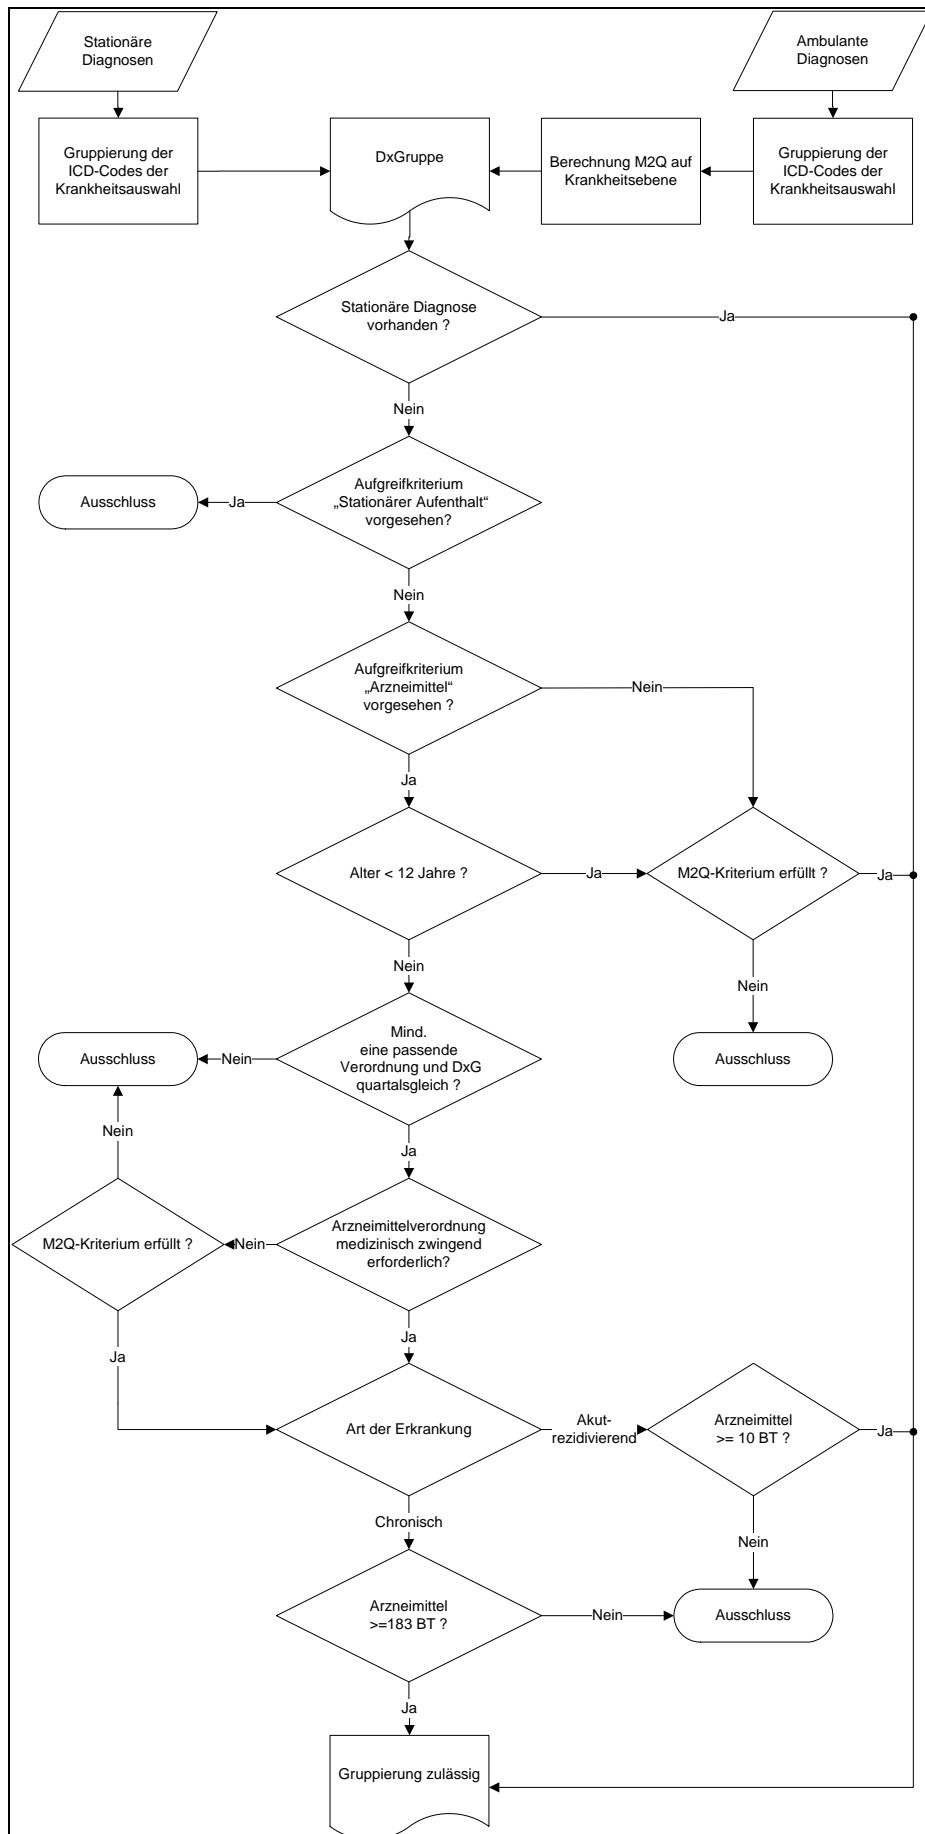 Stationäre
Diagnosen
Ambulante
Diagnosen
Gruppierung der
ICD-Codes der
Krankheitsauswahl
DxGruppe
Berechnung M2Q auf
Krankheitsebene
Gruppierung der
ICD-Codes der
Krankheitsauswahl
Stationäre Diagnose
vorhanden ?
Ja
Nein
Aufgreifkriterium
„Stationärer Aufenthalt“
vorgesehen?
Ja
Ausschluss
Nein
Aufgreifkriterium
„Arzneimittel“
vorgesehen ?
Nein
Ja
Alter < 12 Jahre ?
Ja
M2Q-Kriterium erfüllt ?
Ja
Nein
Nein
Ausschluss
Mind.
eine passende
Verordnung und DxG
quartalsgleich ?
Nein
Ausschluss
Nein
Ja
M2Q-Kriterium erfüllt ?
Nein
Arzneimittelverordnung
medizinisch zwingend
erforderlich?
Ja
Ja
Art der Erkrankung
Akut-
rezidivierend
Arzneimittel
>= 10 BT ?
Ja
Chronisch
Nein
Arzneimittel
>=183 BT ?
Nein
Ausschluss
Ja
Gruppierung zulässig